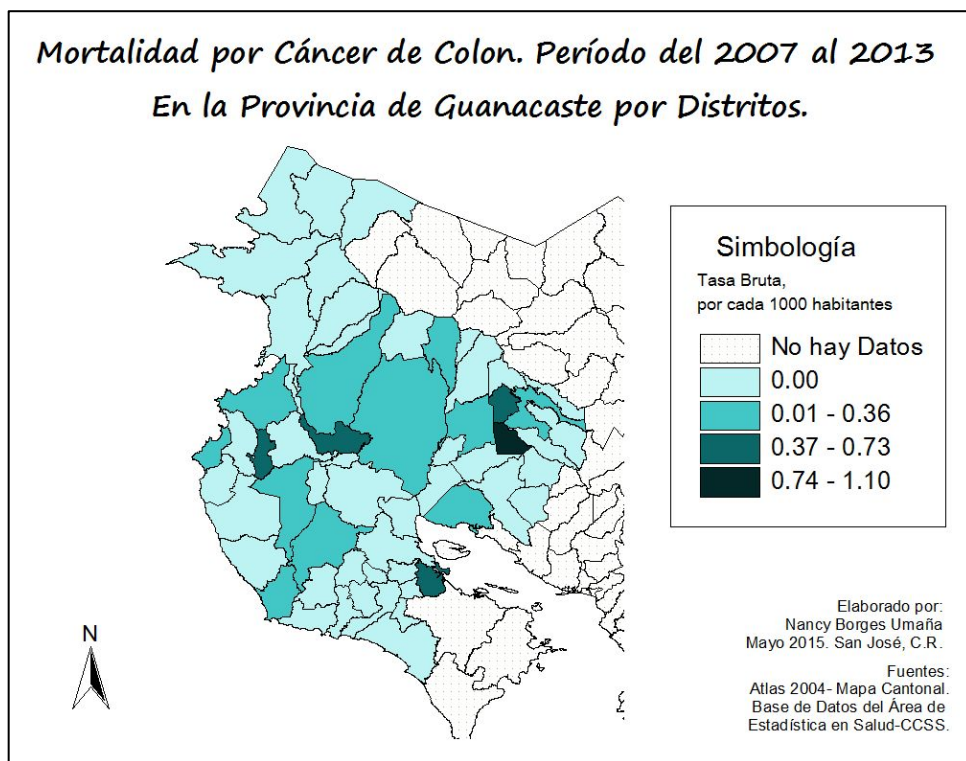 Mortalidad por Cáncer de Colon. Período del 2007 al 2013
En la Provincia de Guanacaste por Distritos.
Simbología
Tasa Bruta,
por cada 1000 habitantes
No hay Datos
0.00
0.01 - 0.36
0.37 - 0.73
0.74 - 1.10
N
Elaborado por:
Nancy Borges Umaña
Mayo 2015. San José, C.R.
Fuentes:
Atlas 2004- Mapa Cantonal.
Base de Datos del Área de
Estadística en Salud-CCSS.